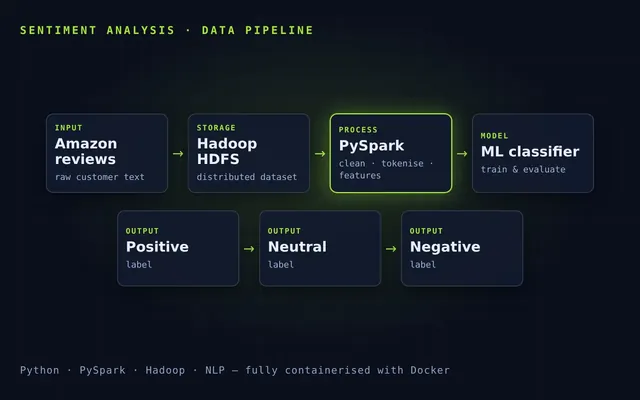 SENTIMENT ANALYSIS · DATA PIPELINE
INPUT
Amazon
reviews
raw customer text
→
STORAGE
Hadoop
HDFS
distributed dataset
→
PROCESS
PySpark
clean · tokenise ·
features
→
MODEL
ML classifier
train & evaluate
OUTPUT
Positive
label
→
OUTPUT
Neutral
label
→
OUTPUT
Negative
label
Python · PySpark · Hadoop · NLP — fully containerised with Docker